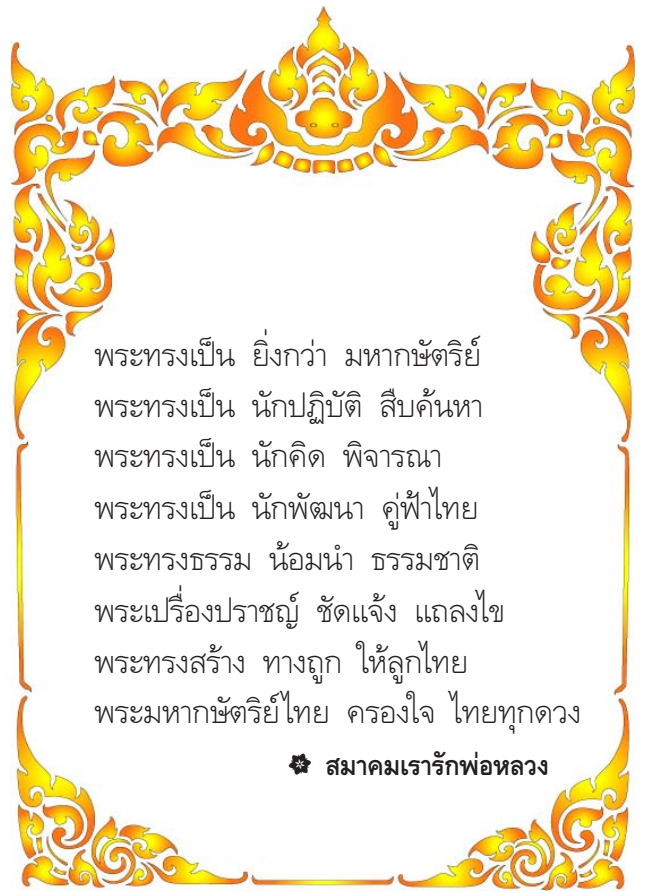 พระทรงเป็น ยิ่งกว่า มหากษัตริย์
พระทรงเป็น นักปฏิบัติ สืบค้นหา
พระทรงเป็น นักคิด พิจารณา
พระทรงเป็น นักพัฒนา คู่ฟ้าไทย
พระทรงธรรม น้อมนำ ธรรมชาติ
พระเปรื่องปราชญ์ ชัดแจ้ง แถลงไข
พระทรงสร้าง ทางถูก ให้ลูกไทย
พระมหากษัตริย์ไทย ครองใจ ไทยทุกดวง
สมาคมเรารักพ่อหลวง